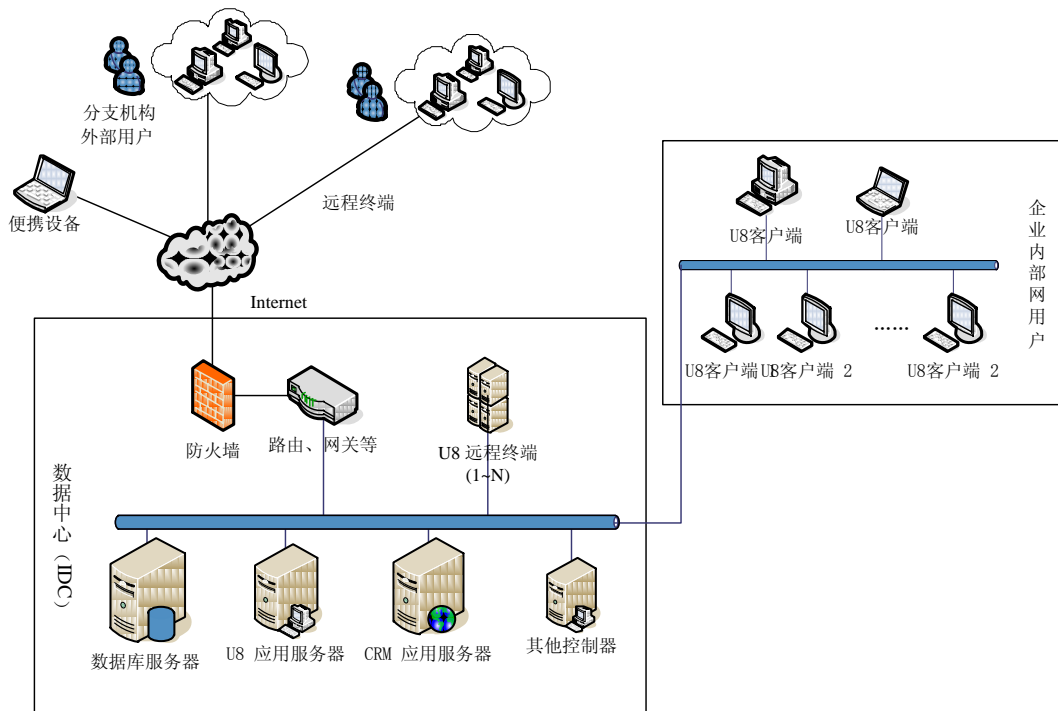 分支机构
外部用户
便携设备
远程终端
Internet
防火墙
路由、网关等
U8 远程终端
(1~N)
数据中心（IDC）
数据库服务器
U8 应用服务器
CRM 应用服务器
其他控制器
U8客户端
U8客户端
U8客户端 1
U8客户端 2
......
U8客户端 2
企业内部网用户